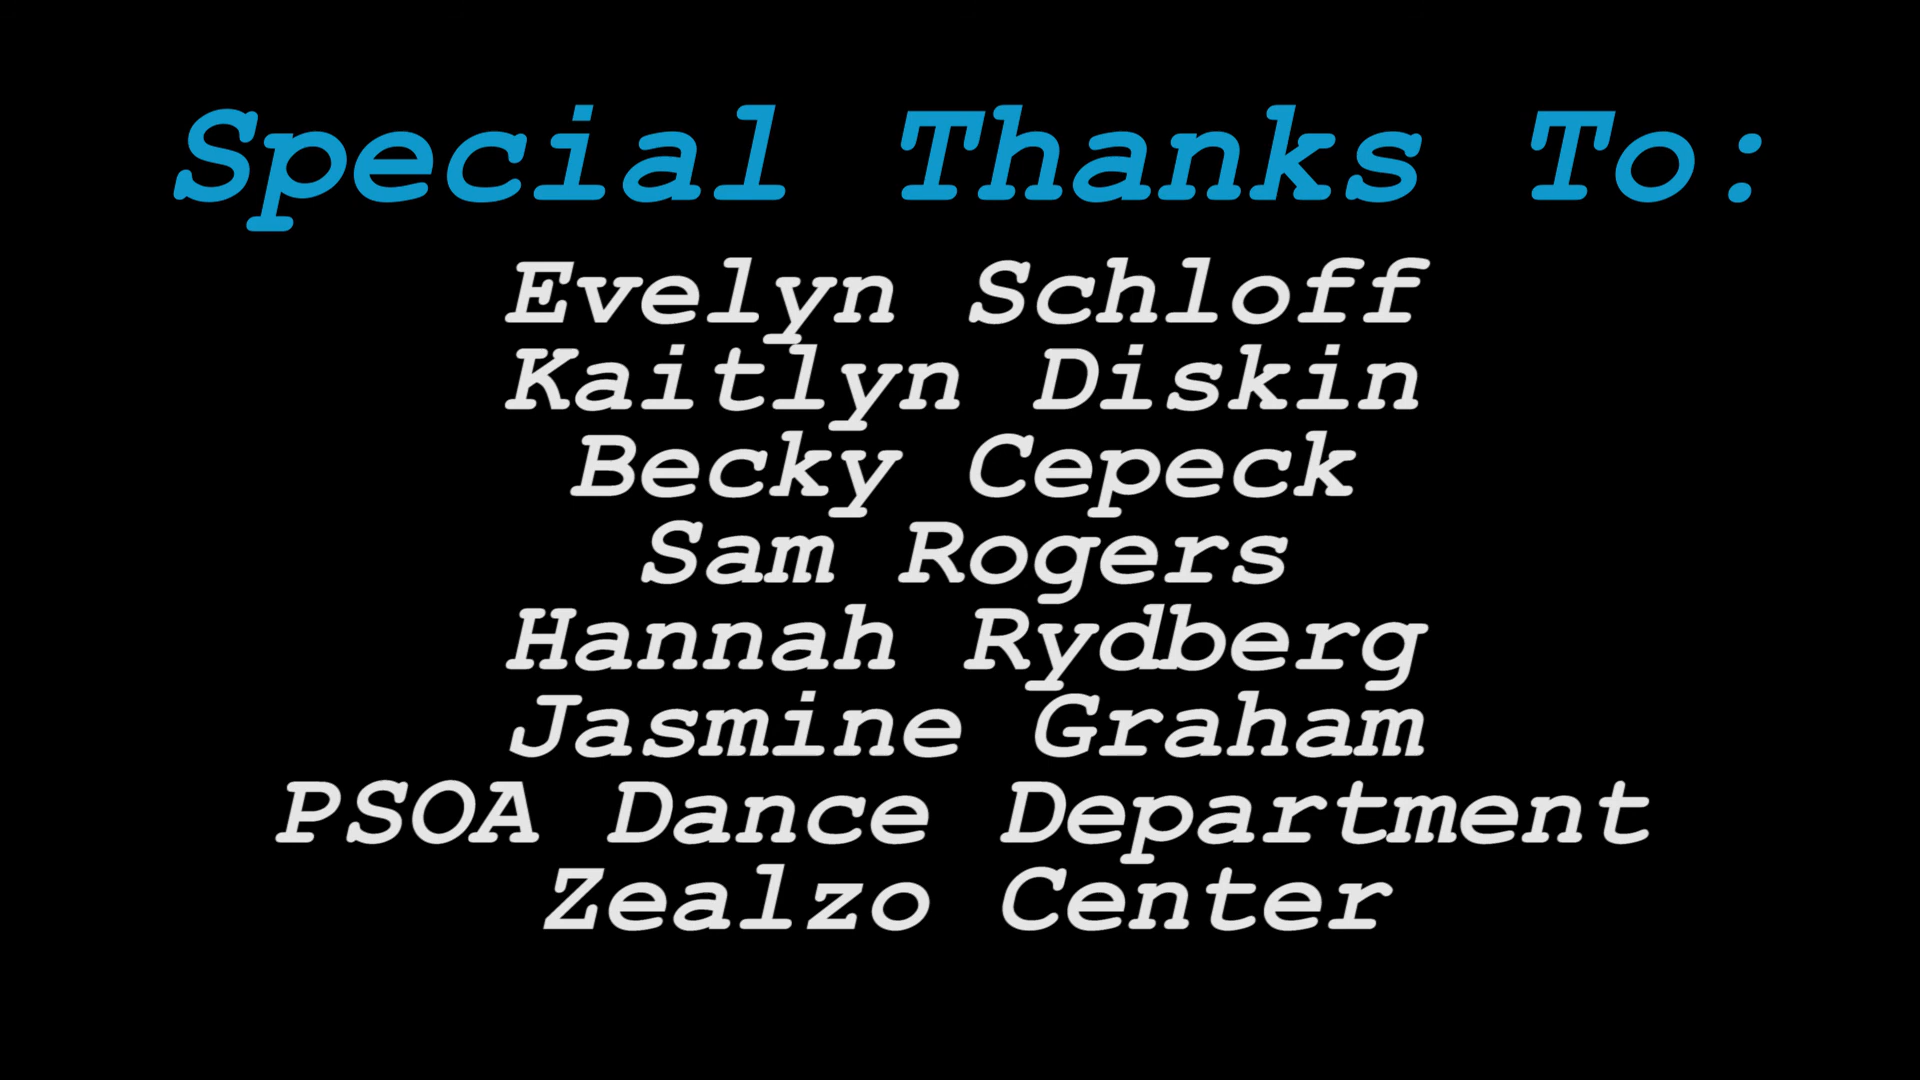 Special Thanks To:
Evelyn Schloff
Kaitlyn Diskin
Becky Cepeck
Sam Rogers
Hannah Rydberg
Jasmine Graham
PSOA Dance Department
Zealzo Center